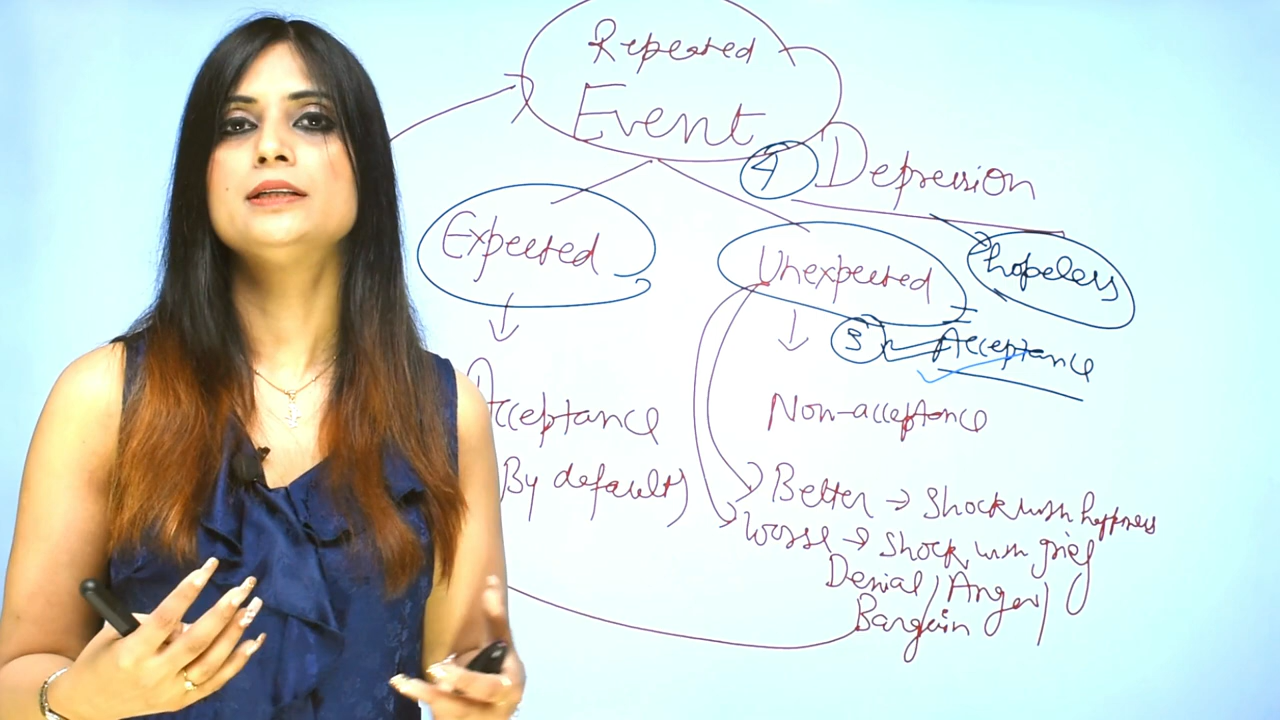 Repeated
Event
4 Depression
Expected
Unexpected
hopeless
3 Acceptance
Acceptance
Non-acceptance
By default)
Better → Shock with happiness
Worse → Shock with grief
Denial / Anger /
Bargain